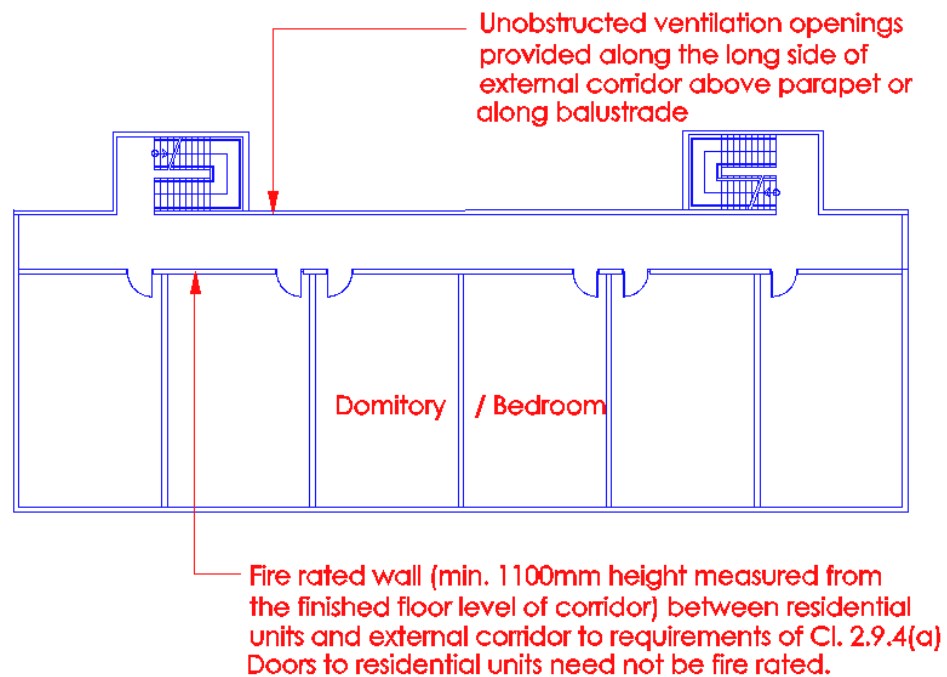 Unobstructed ventilation openings
provided along the long side of
external corridor above parapet or
along balustrade
Domitory / Bedroom
Fire rated wall (min. 1100mm height measured from
the finished floor level of corridor) between residential
units and external corridor to requirements of Cl. 2.9.4(a)
Doors to residential units need not be fire rated.